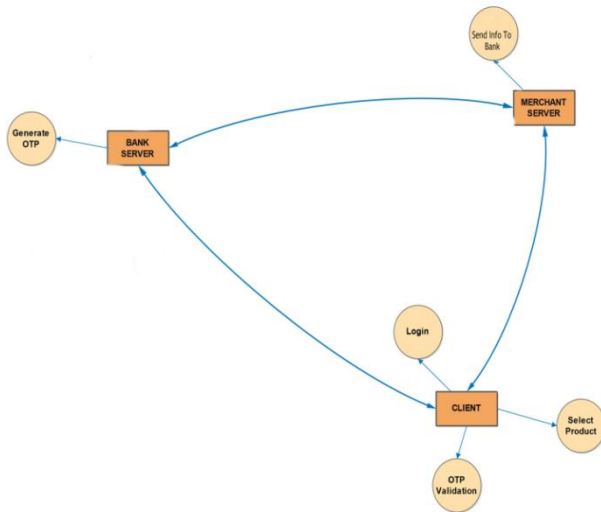 Send Info To
Bank
MERCHANT
SERVER
Generate
OTP
BANK
SERVER
Login
CLIENT
Select
Product
OTP
Validation